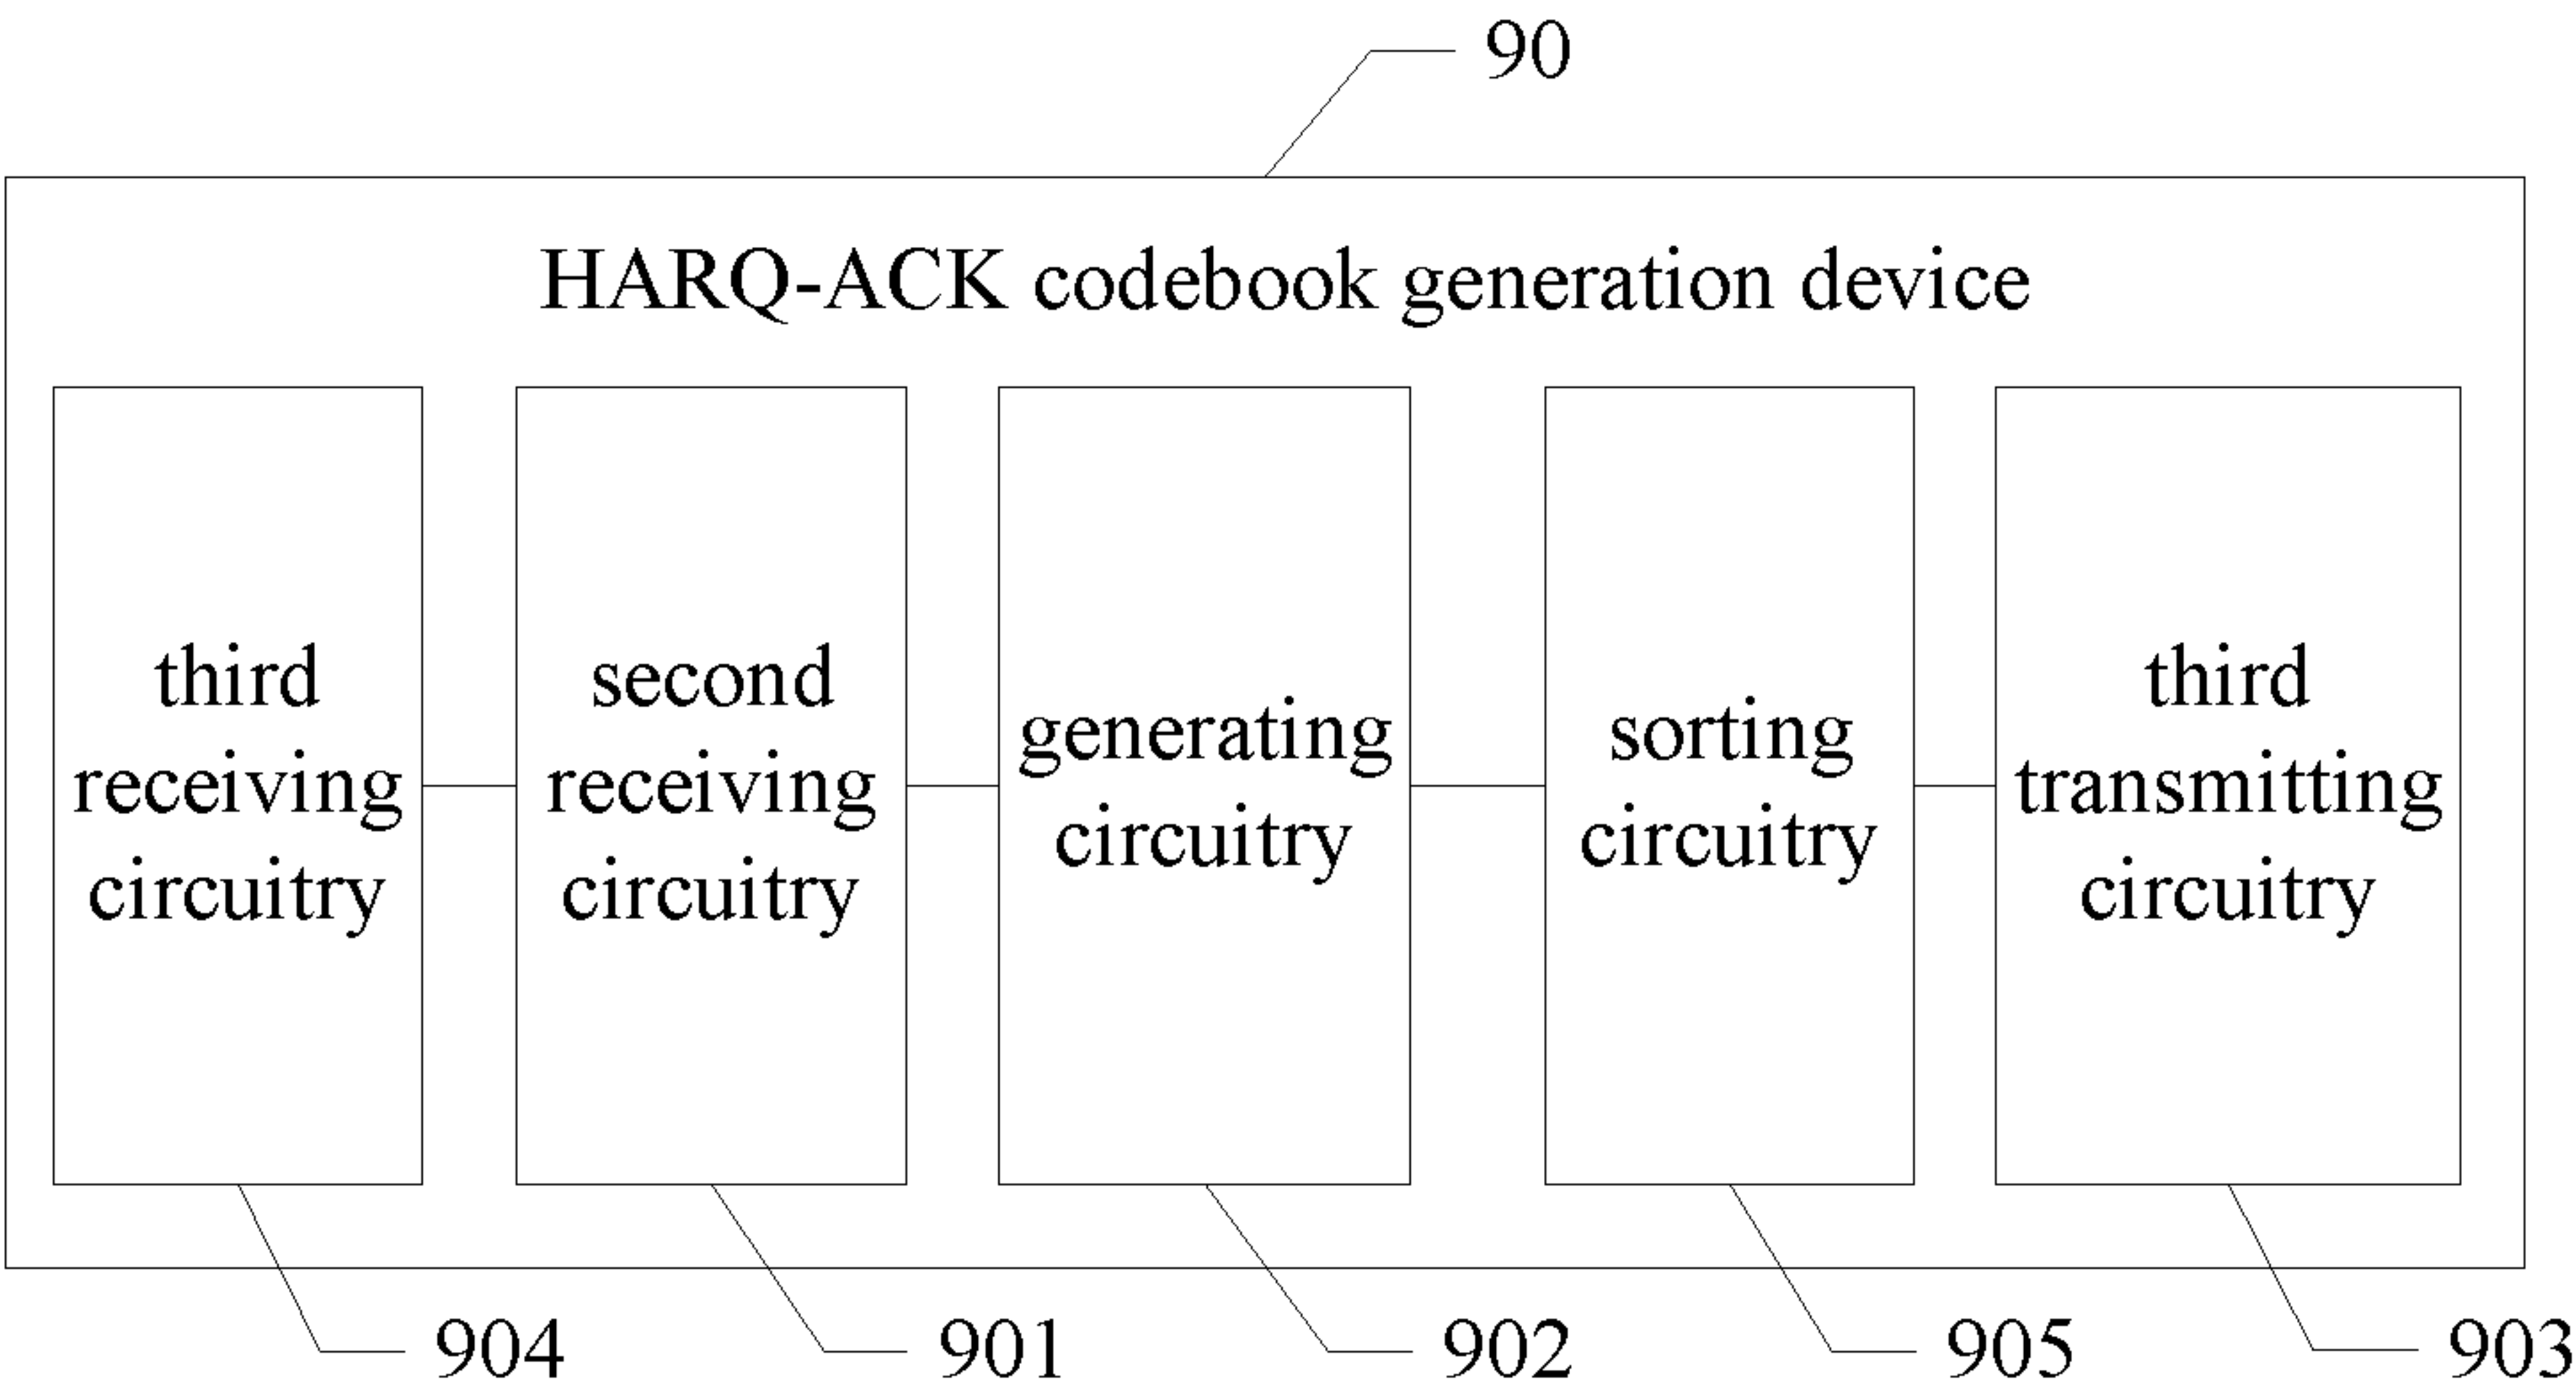 90
HARQ-ACK codebook generation device
third
receiving
circuitry
second
receiving
circuitry
generating
circuitry
sorting
circuitry
third
transmitting
circuitry
904
901
902
905
903